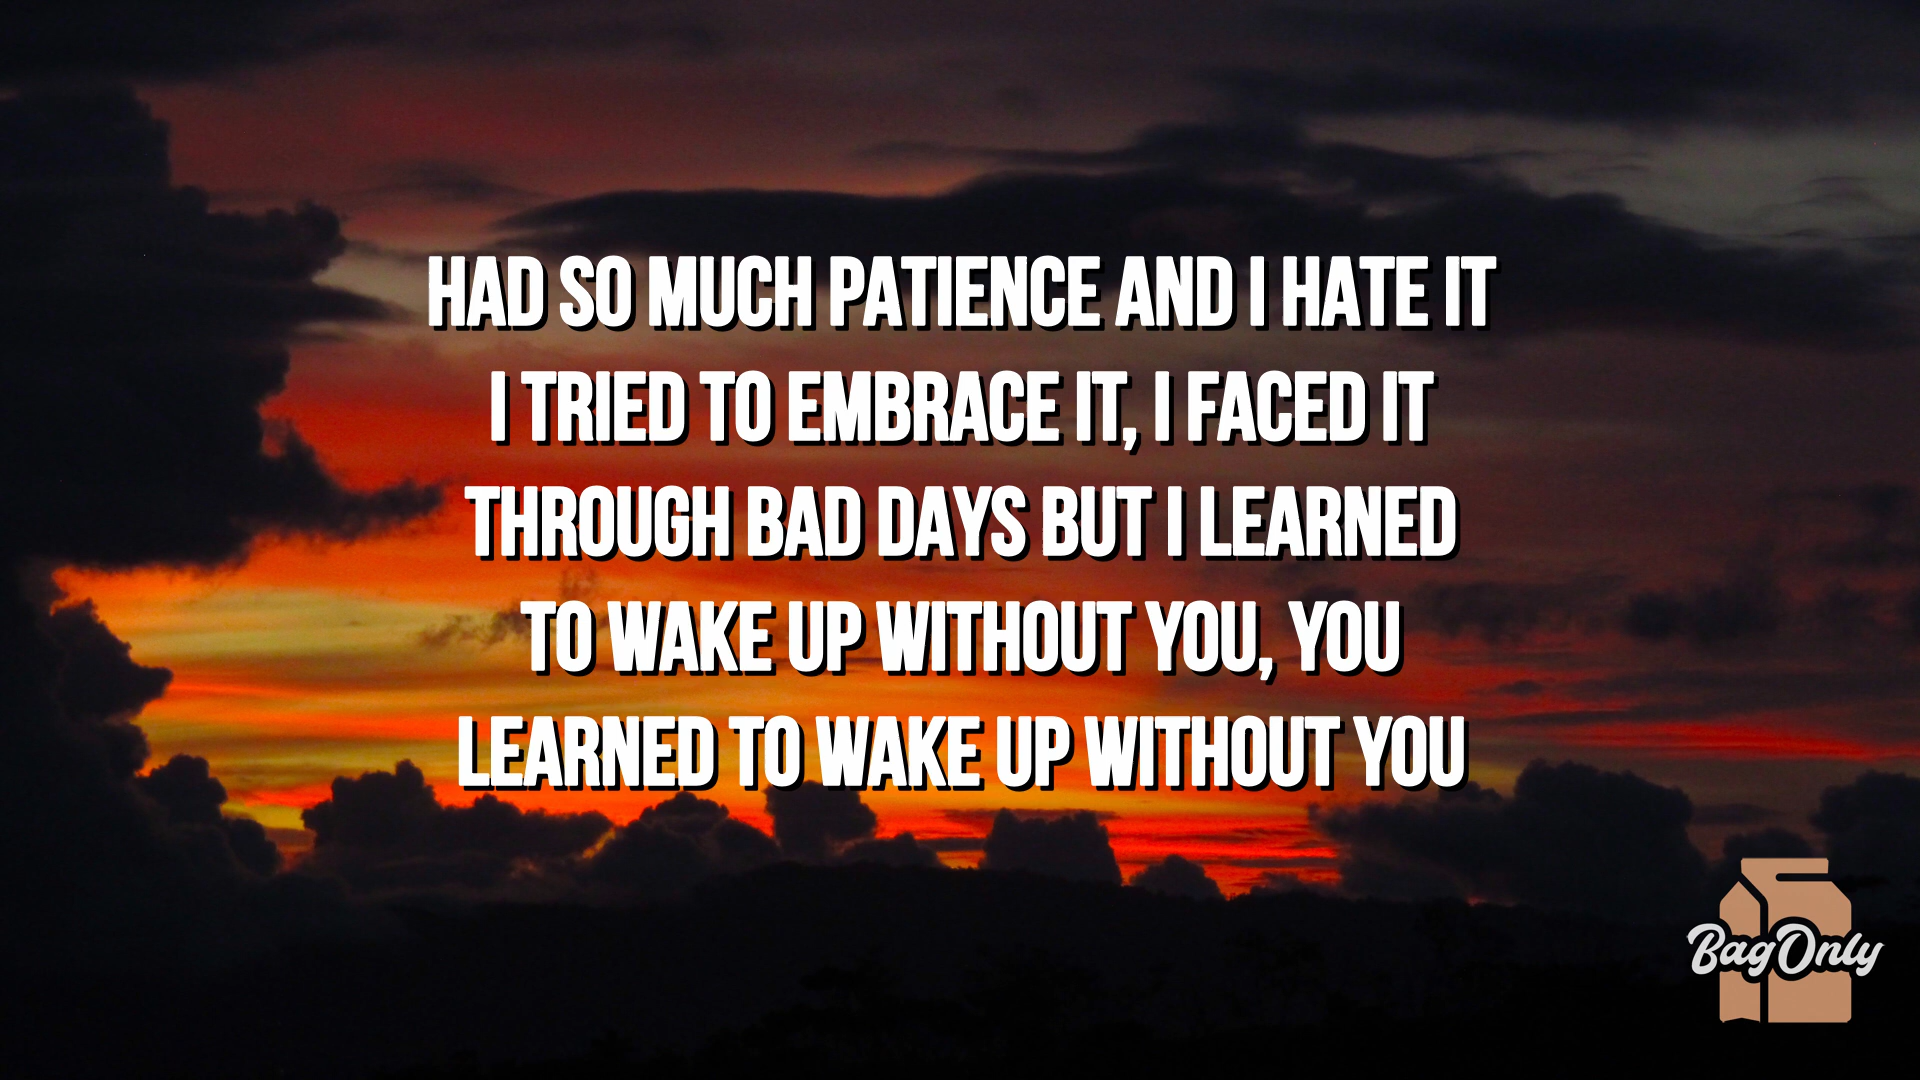 HAD SO MUCH PATIENCE AND I HATE IT
I TRIED TO EMBRACE IT, I FACED IT
THROUGH BAD DAYS BUT I LEARNED
TO WAKE UP WITHOUT YOU, YOU
LEARNED TO WAKE UP WITHOUT YOU
BagOnly